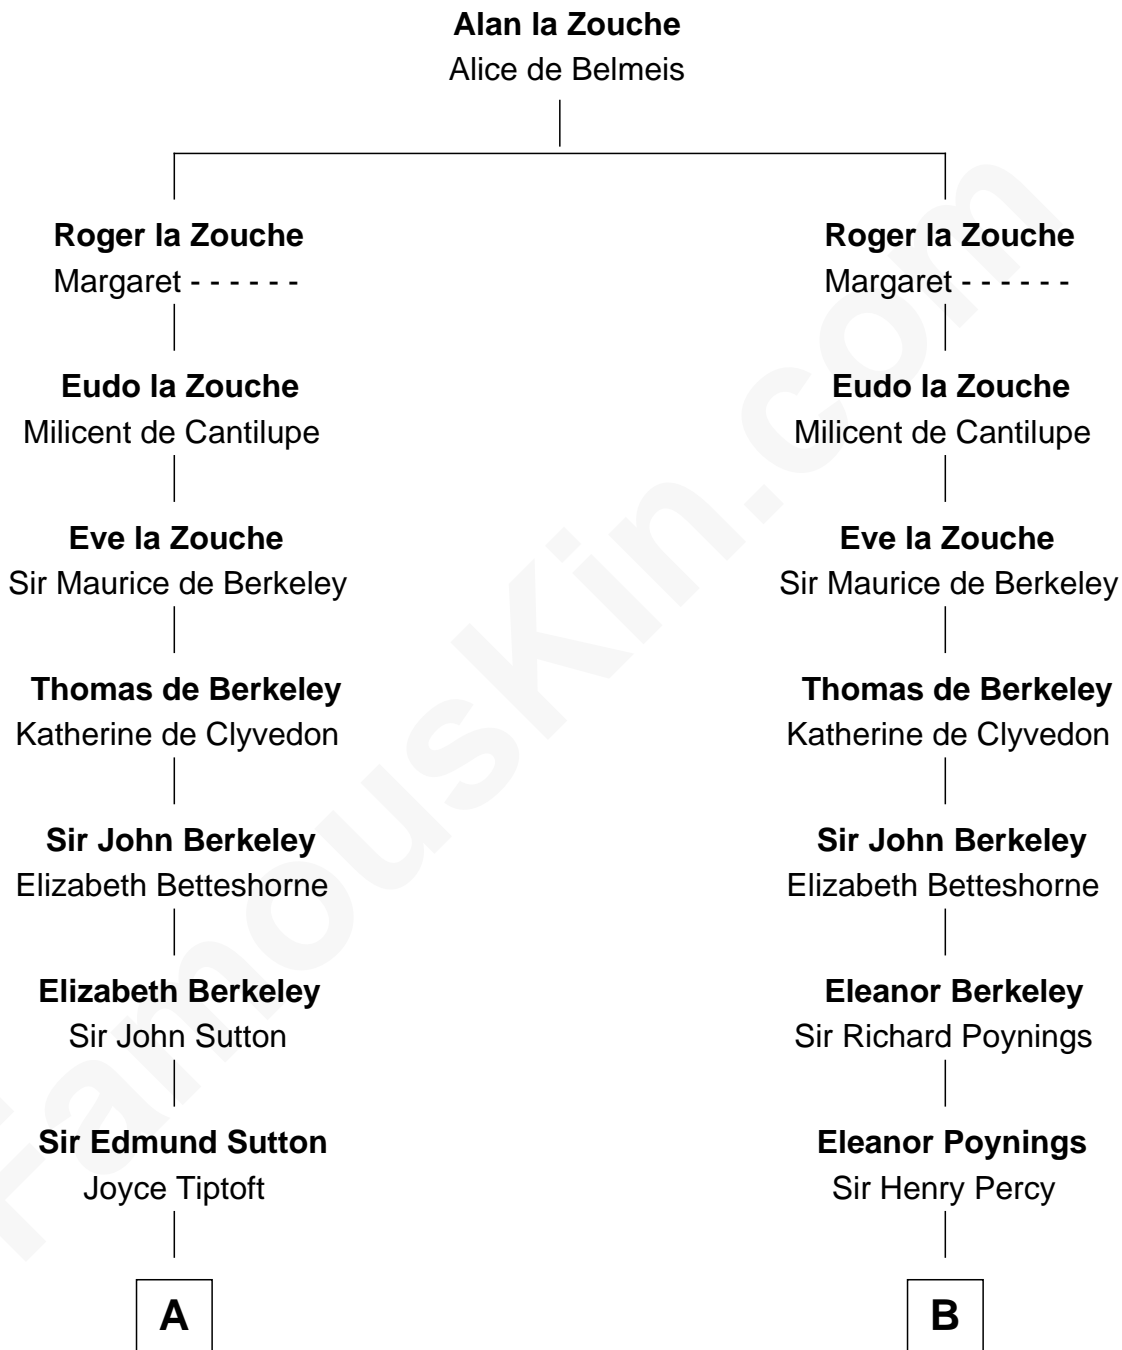 Alan la Zouche
Alice de Belmeis
Roger la Zouche
Margaret - - - - - -
Eudo la Zouche
Milicent de Cantilupe
Eve la Zouche
Sir Maurice de Berkeley
Thomas de Berkeley
Katherine de Clyvedon
Sir John Berkeley
Elizabeth Betteshorne
Elizabeth Berkeley
Sir John Sutton
Sir Edmund Sutton
Joyce Tiptoft
A
Roger la Zouche
Margaret - - - - - -
Eudo la Zouche
Milicent de Cantilupe
Eve la Zouche
Sir Maurice de Berkeley
Thomas de Berkeley
Katherine de Clyvedon
Sir John Berkeley
Elizabeth Betteshorne
Eleanor Berkeley
Sir Richard Poynings
Eleanor Poynings
Sir Henry Percy
B
FamousKin.com